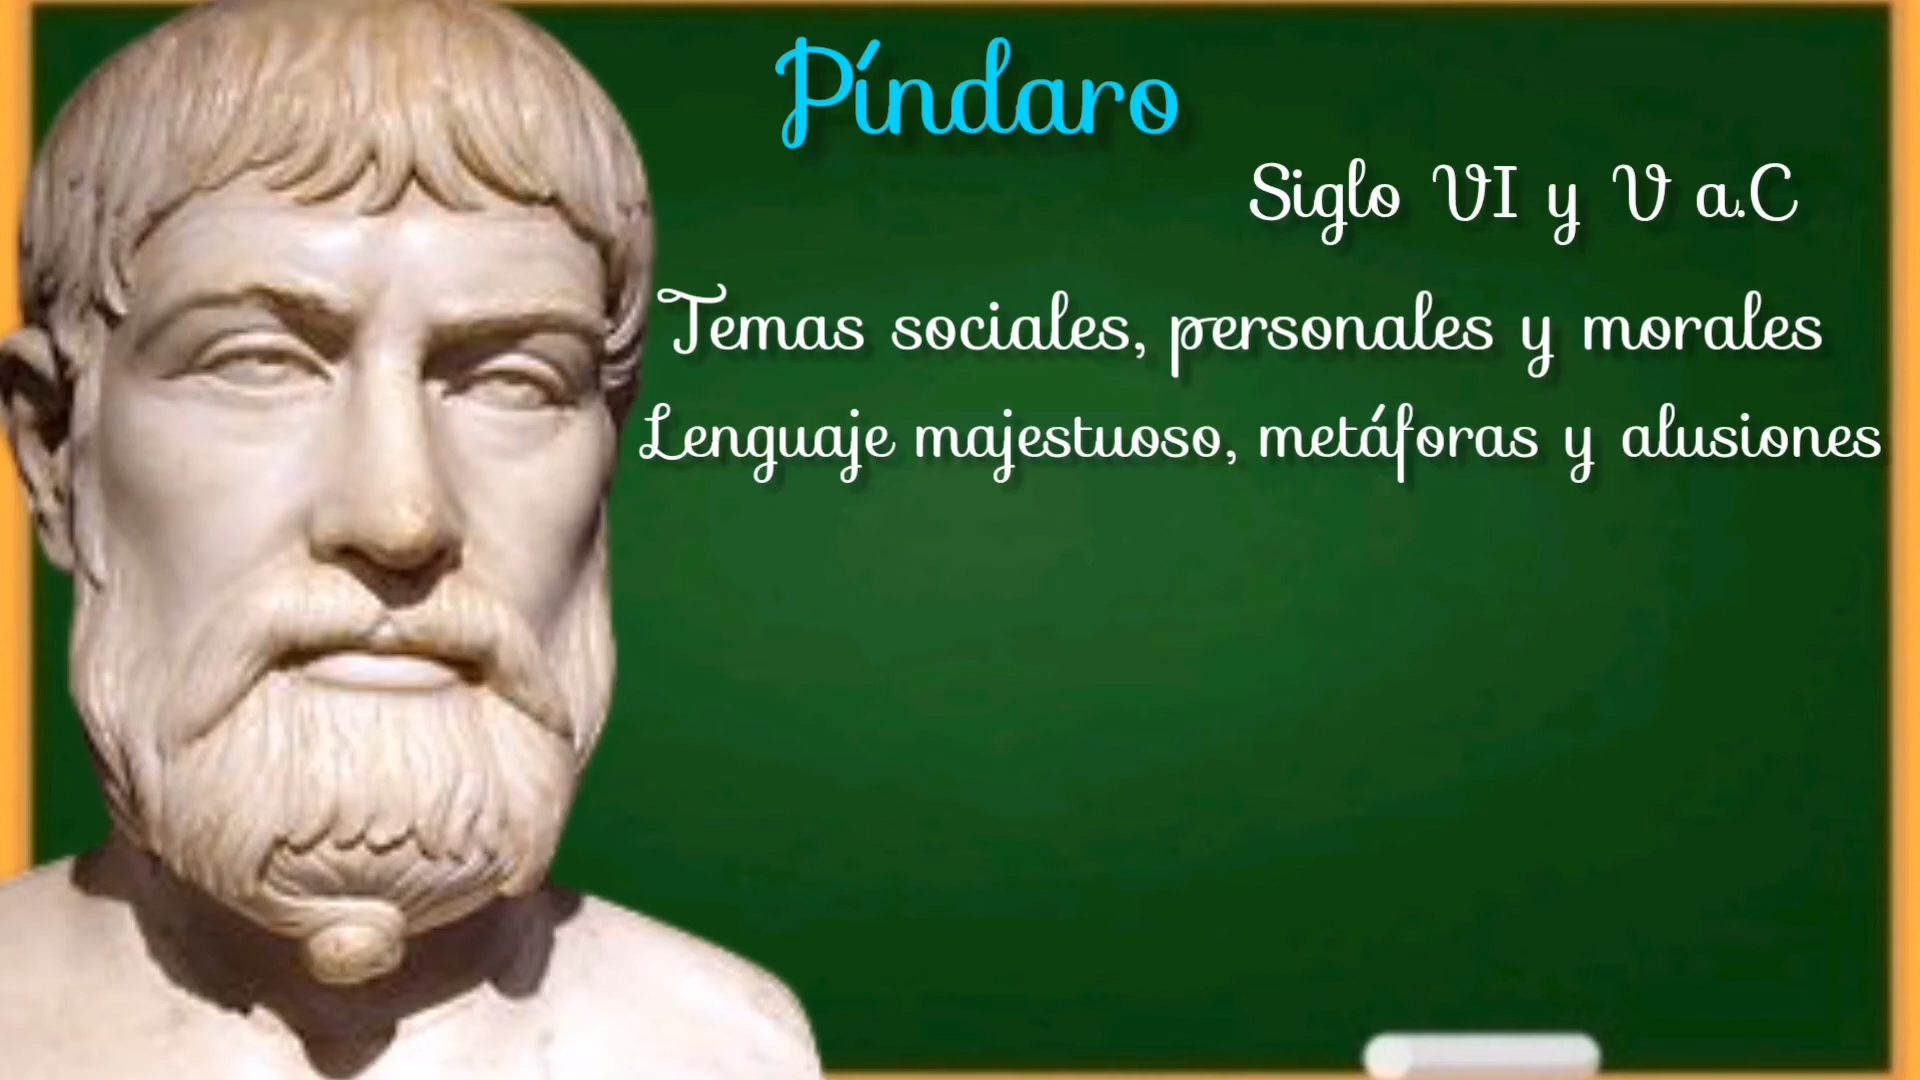 Píndaro
Siglo VI y V a.C
Temas sociales, personales y morales
Lenguaje majestuoso, metáforas y alusiones